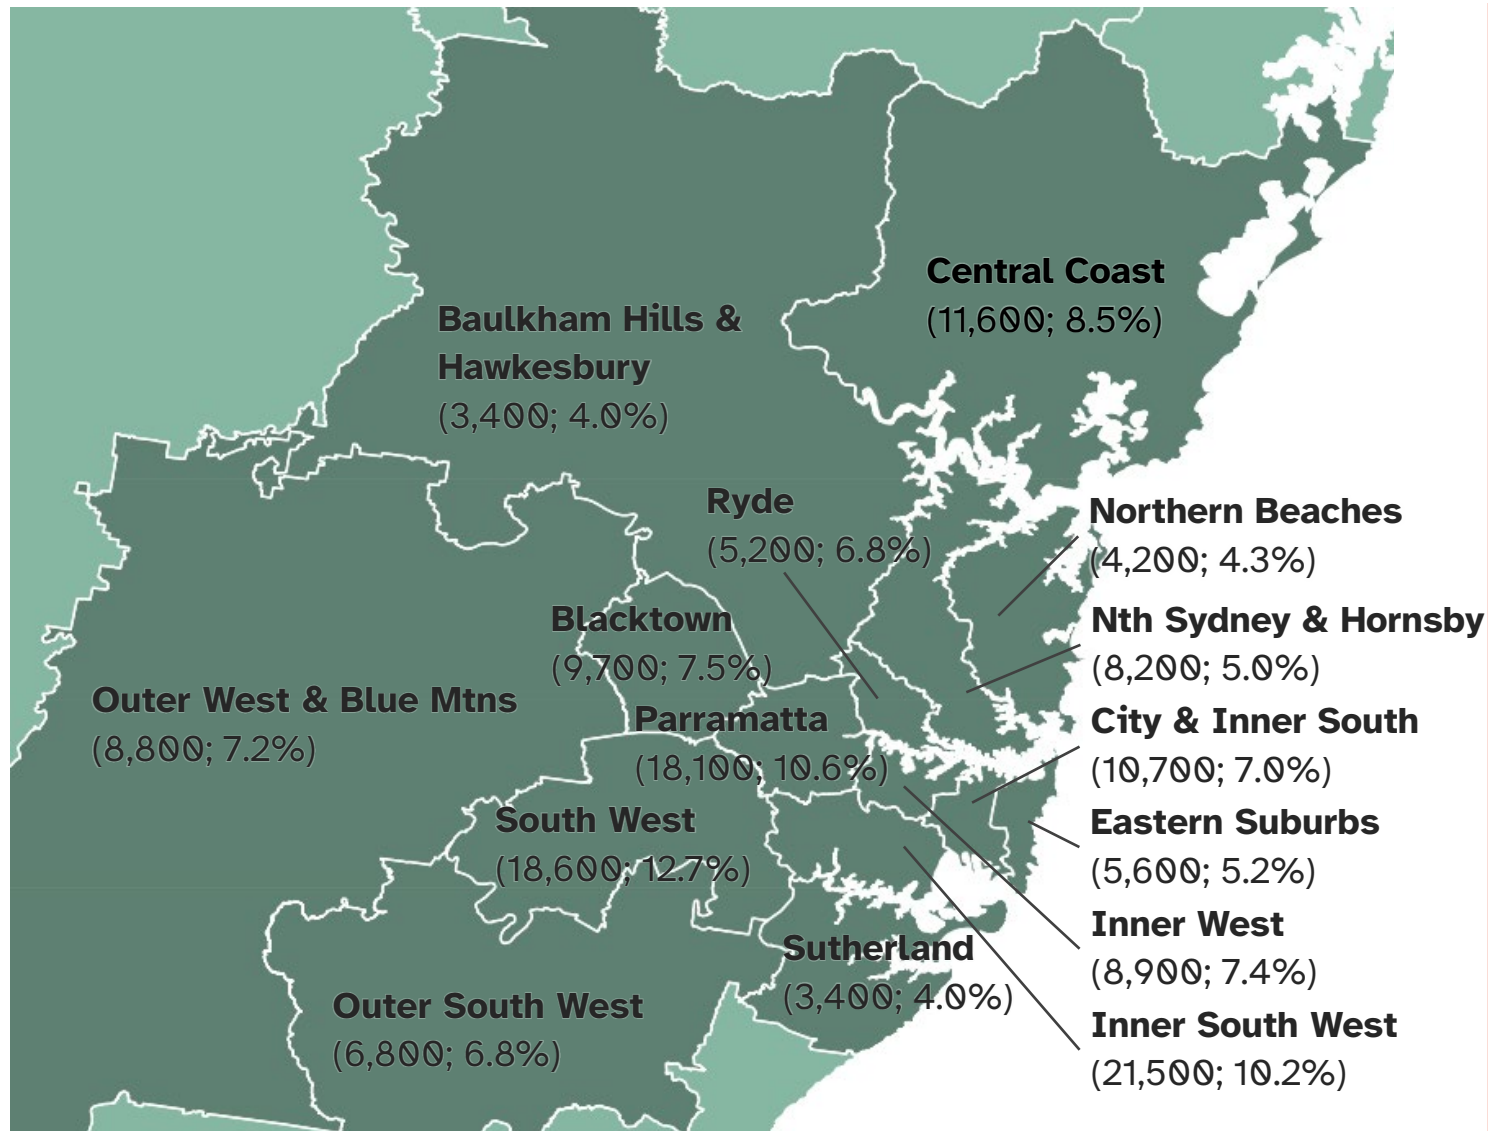 Central Coast
(11,600; 8.5%)
Baulkham Hills &
Hawkesbury
(3,400; 4.0%)
Ryde
(5,200; 6.8%)
Northern Beaches
(4,200; 4.3%)
Blacktown
(9,700; 7.5%)
Nth Sydney & Hornsby
(8,200; 5.0%)
Outer West & Blue Mtns
(8,800; 7.2%)
Parramatta
(18,100; 10.6%)
City & Inner South
(10,700; 7.0%)
South West
(18,600; 12.7%)
Eastern Suburbs
(5,600; 5.2%)
Inner West
(8,900; 7.4%)
Sutherland
(3,400; 4.0%)
Outer South West
(6,800; 6.8%)
Inner South West
(21,500; 10.2%)